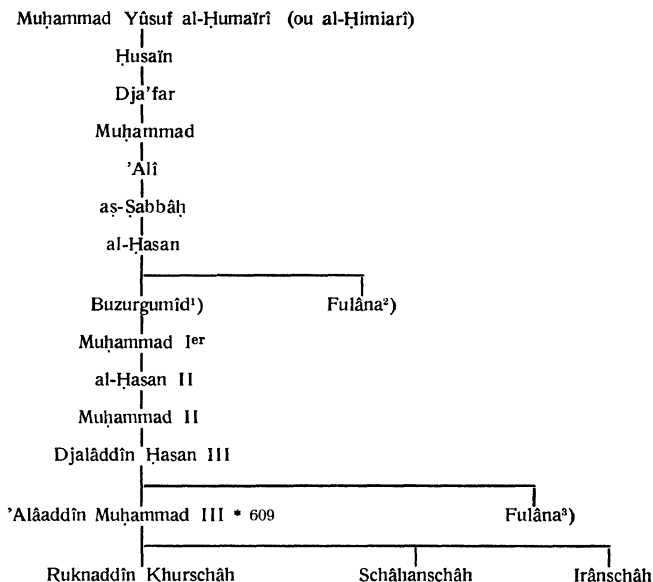 Muḥammad Yûsuf al-Ḥumaïrî (ou al-Ḥimiarî)
Ḥusaïn
Dja'far
Muḥammad
'Alî
aṣ-Ṣabbâḥ
al-Ḥasan
Buzurgumîd¹) Fulâna²)
Muḥammad Iᵉʳ
al-Ḥasan II
Muḥammad II
Djalâddîn Ḥasan III
'Alâaddîn Muḥammad III * 609 Fulâna³)
Ruknaddîn Khurschâh Schâhanschâh Irânschâh